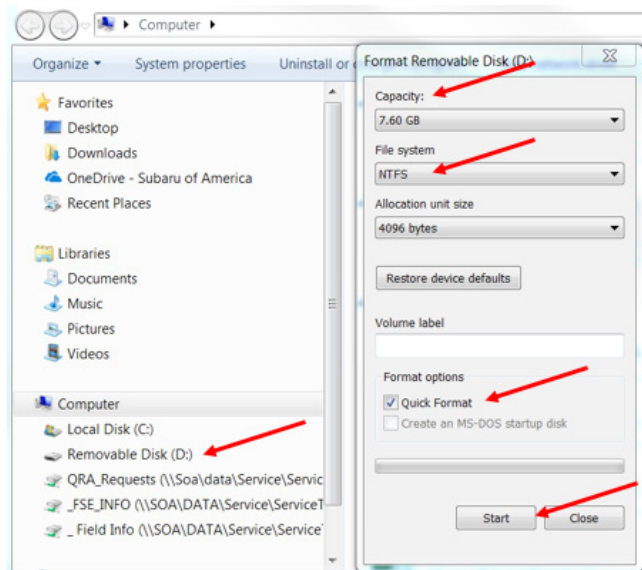 Computer
Organize
System properties
Uninstall or
Favorites
Desktop
Downloads
OneDrive - Subaru of America
Recent Places
Libraries
Documents
Music
Pictures
Videos
Computer
Local Disk (C:)
Removable Disk (D:)
QRA_Requests (\\Soa\data\Service\Servic
_FSE_INFO (\\SOA\DATA\Service\ServiceT
_ Field Info (\\SOA\DATA\Service\Service
Format Removable Disk (D:)
Capacity:
7.60 GB
File system
NTFS
Allocation unit size
4096 bytes
Restore device defaults
Volume label
Format options
Quick Format
Create an MS-DOS startup disk
Start
Close